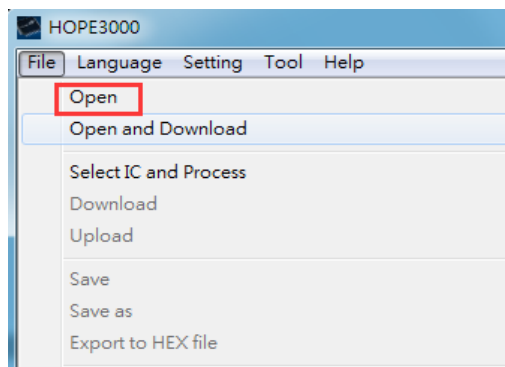 HOPE3000
File Language Setting Tool Help
Open
Open and Download
Select IC and Process
Download
Upload
Save
Save as
Export to HEX file